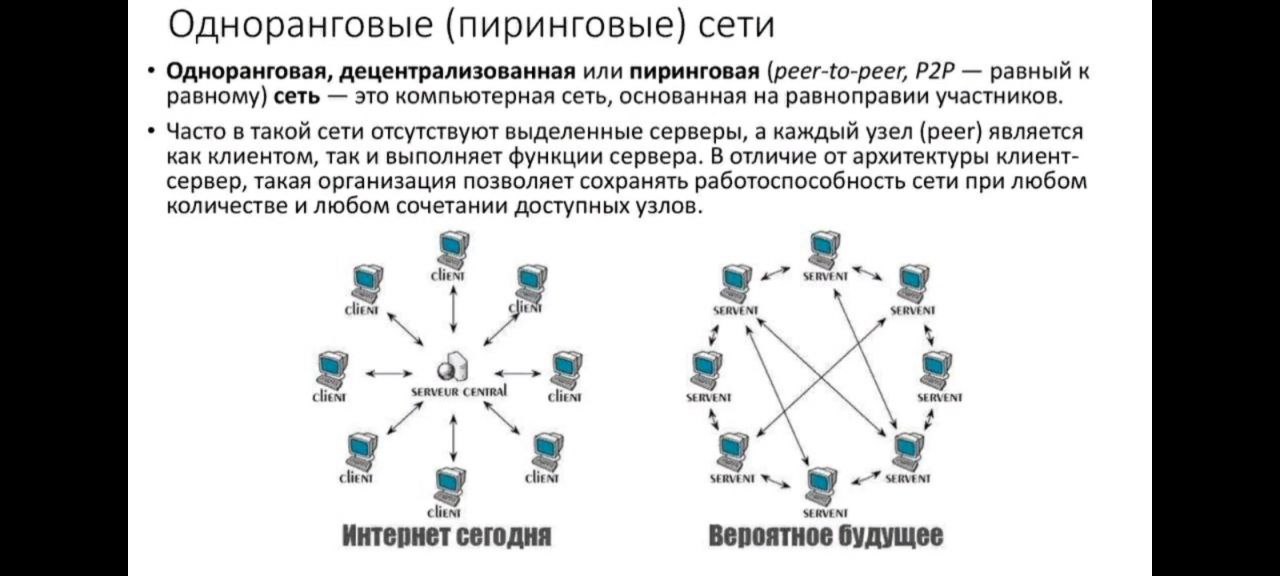 Одноранговые (пиринговые) сети
• Одноранговая, децентрализованная или пиринговая (peer-to-peer, P2P — равный к
равному) сеть — это компьютерная сеть, основанная на равноправии участников.
• Часто в такой сети отсутствуют выделенные серверы, а каждый узел (peer) является
как клиентом, так и выполняет функции сервера. В отличие от архитектуры клиент-
сервер, такая организация позволяет сохранять работоспособность сети при любом
количестве и любом сочетании доступных узлов.
cliENT
cliENT
cliENT
cliENT
SERVEUR CENTRAl
cliENT
cliENT
cliENT
cliENT
Интернет сегодня
SERVENT
SERVENT
SERVENT
SERVENT
SERVENT
SERVENT
SERVENT
SERVENT
Вероятное будущее